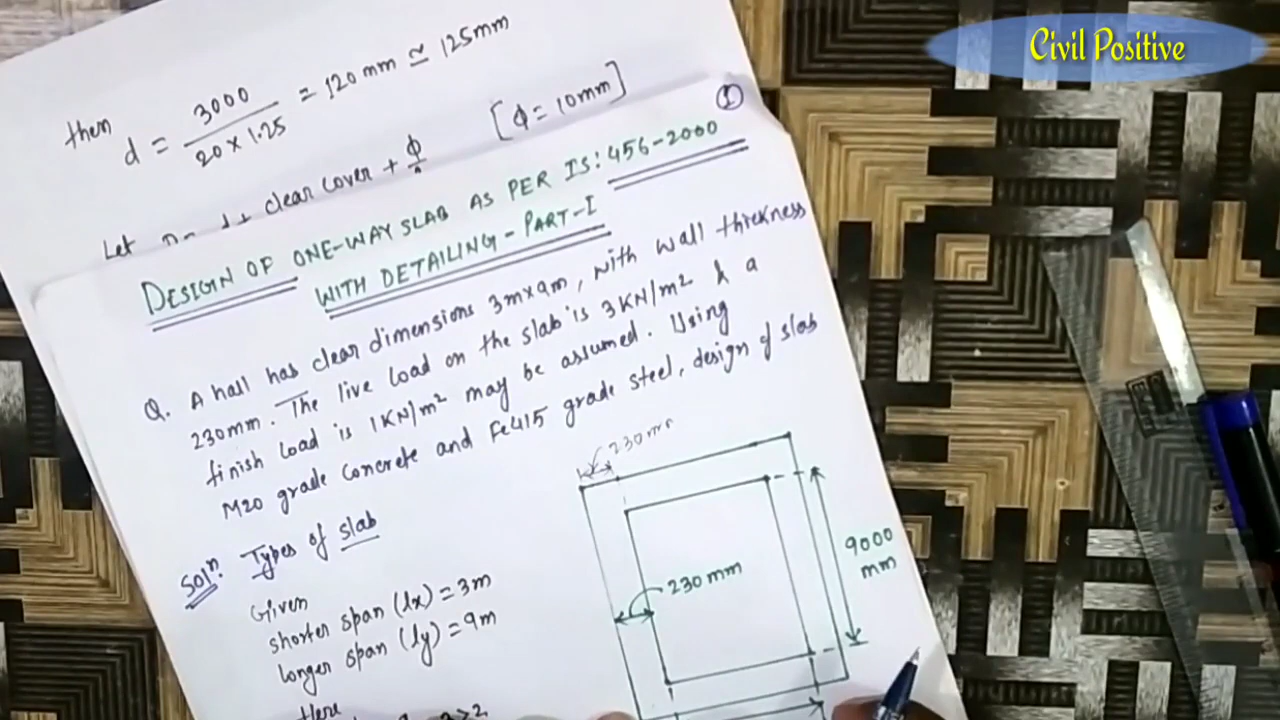 Civil Positive
then d = 3000 / 20 × 1.25 = 120 mm ≃ 125mm
Let clear cover + ϕ [ϕ = 10mm]
1
DESIGN OF ONE-WAY SLAB AS PER IS: 456-2000
WITH DETAILING - PART-I
Q. A hall has clear dimensions 3m×9m, with wall thickness
230mm. The live load on the slab is 3KN/m² & a
finish load is 1KN/m² may be assumed. Using
M20 grade concrete and Fe415 grade steel, design of slab
Solⁿ: Types of slab
Given
shorter span (lx) = 3m
longer span (ly) = 9m
Here
>2
230mm
230 mm
9000
mm